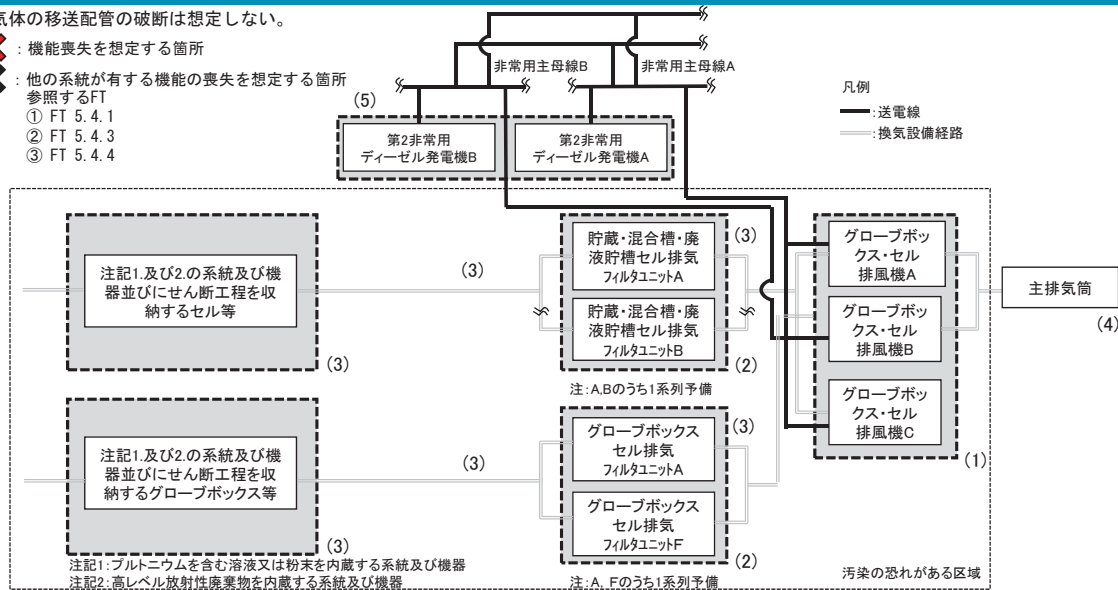 気体の移送配管の破断は想定しない。
：機能喪失を想定する箇所
：他の系統が有する機能の喪失を想定する箇所
参照するFT
① FT 5.4.1
② FT 5.4.3
③ FT 5.4.4
非常用主母線B
非常用主母線A
凡例
：送電線
：換気設備経路
(5)
第2非常用
ディーゼル発電機B
第2非常用
ディーゼル発電機A
注記1.及び2.の系統及び機
器並びにせん断工程を収
納するセル等
(3)
(3)
貯蔵・混合槽・廃
液貯槽セル排気
フィルタユニットA
(3)
貯蔵・混合槽・廃
液貯槽セル排気
フィルタユニットB
(2)
注：A,Bのうち1系列予備
グローブボッ
クス・セル
排風機A
グローブボッ
クス・セル
排風機B
グローブボッ
クス・セル
排風機C
(1)
主排気筒
(4)
注記1.及び2.の系統及び機
器並びにせん断工程を収
納するグローブボックス等
(3)
(3)
グローブボックス
セル排気
フィルタユニットA
(3)
グローブボックス
セル排気
フィルタユニットF
(2)
注：A, Fのうち1系列予備
注記1：プルトニウムを含む溶液又は粉末を内蔵する系統及び機器
注記2：高レベル放射性廃棄物を内蔵する系統及び機器
汚染の恐れがある区域